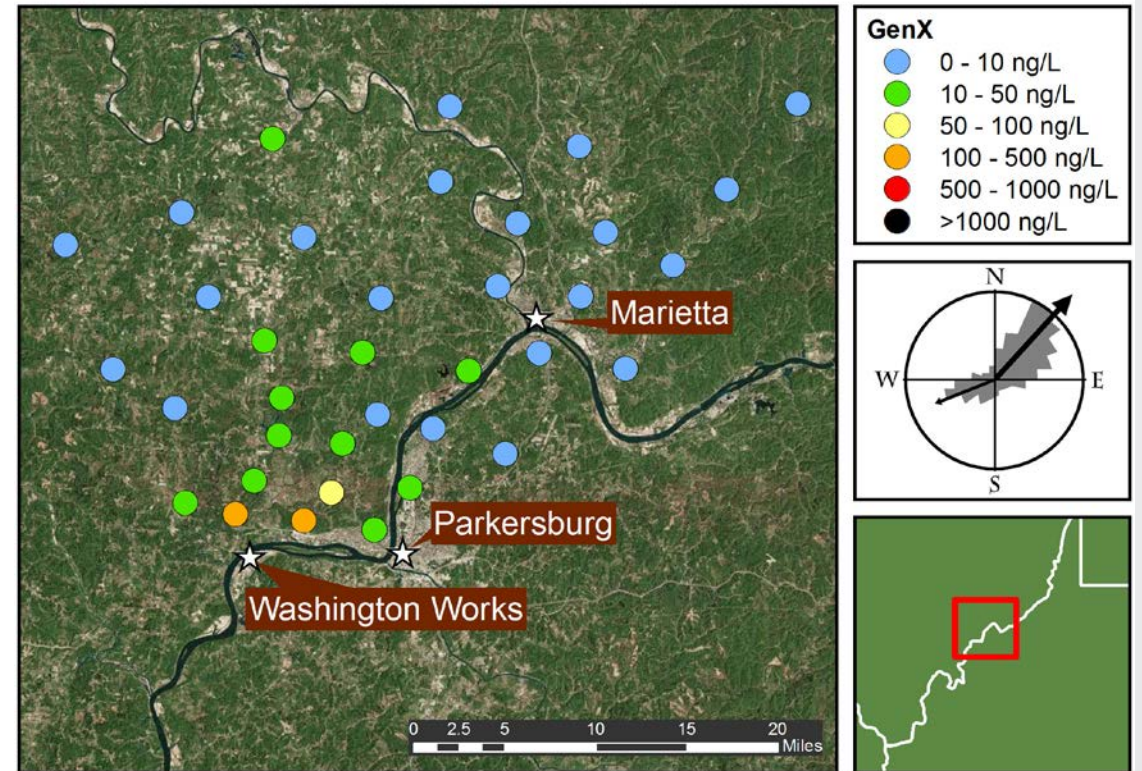 GenX
0 - 10 ng/L
10 - 50 ng/L
50 - 100 ng/L
100 - 500 ng/L
500 - 1000 ng/L
>1000 ng/L
Marietta
Parkersburg
Washington Works
0 2.5 5 10 15 20
Miles
N
W E
S